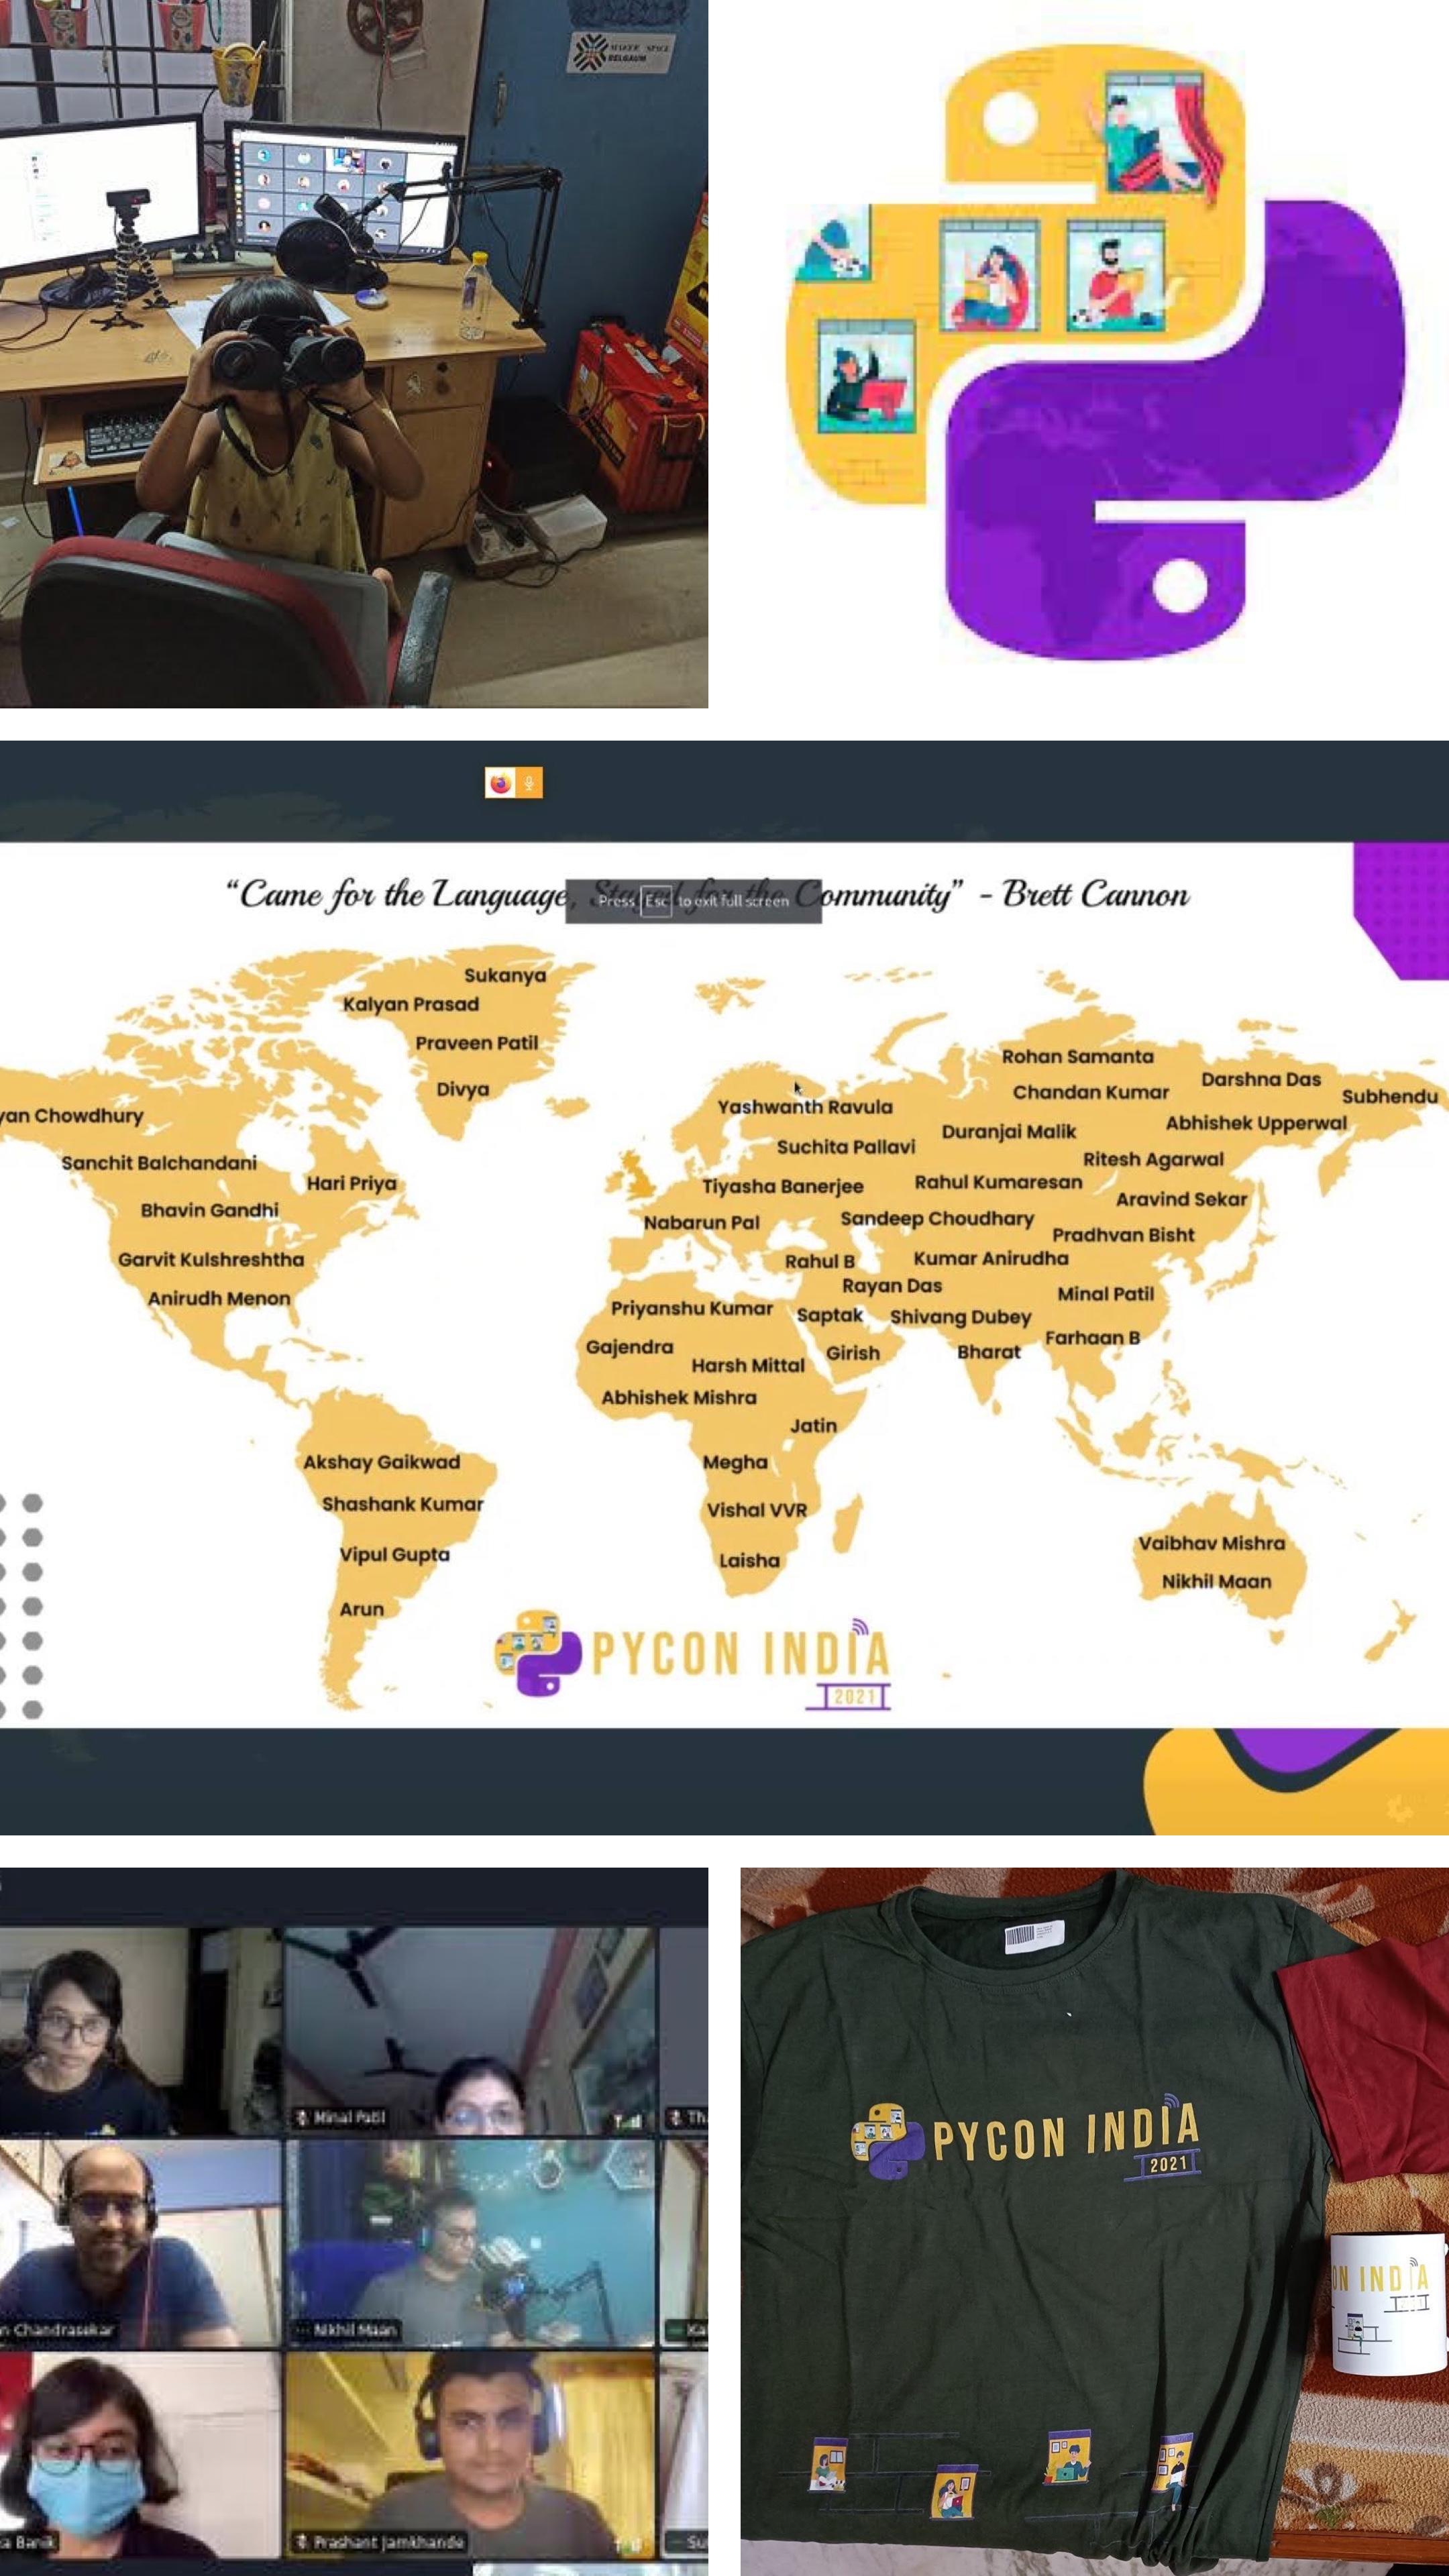 MAKER SPACE
BELGAUM
“Came for the Language, Stayed for the Community” - Brett Cannon
Press Esc to exit full screen
Sukanya
Kalyan Prasad
Praveen Patil
Divya
yan Chowdhury
Sanchit Balchandani
Hari Priya
Bhavin Gandhi
Garvit Kulshreshtha
Anirudh Menon
Akshay Gaikwad
Shashank Kumar
Vipul Gupta
Arun
Rohan Samanta
Chandan Kumar
Darshna Das
Subhendu
Yashwanth Ravula
Duranjai Malik
Abhishek Upperwal
Suchita Pallavi
Ritesh Agarwal
Tiyasha Banerjee
Rahul Kumaresan
Aravind Sekar
Nabarun Pal
Sandeep Choudhary
Pradhvan Bisht
Rahul B
Kumar Anirudha
Rayan Das
Minal Patil
Priyanshu Kumar
Saptak
Shivang Dubey
Farhaan B
Gajendra
Harsh Mittal
Girish
Bharat
Abhishek Mishra
Jatin
Megha
Vishal VVR
Laisha
Vaibhav Mishra
Nikhil Maan
PYCON INDIA
2021
Minal Patil
Th
n Chandrasekar
Nikhil Maan
Ka
a Banik
Prashant Jamkhande
Su
PYCON INDIA
2021
ON INDIA